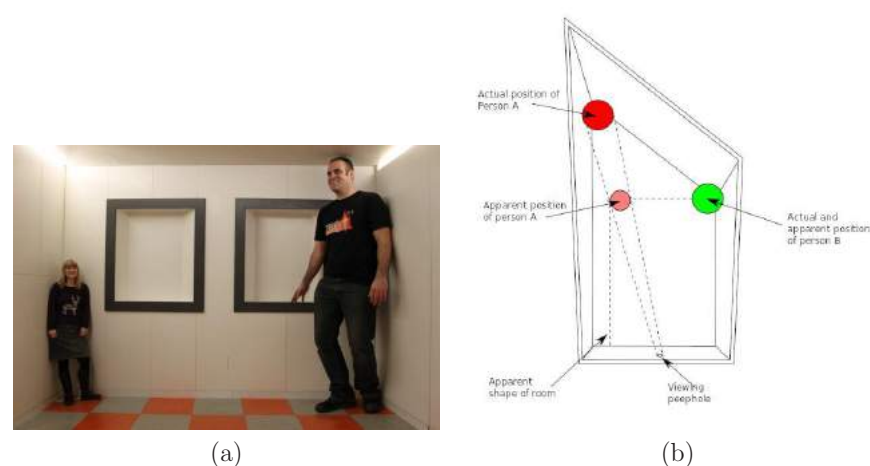 Actual position of
Person A
Apparent position
of person A
Actual and
apparent position
of person B
Apparent
shape of room
Viewing
peephole
(a)
(b)